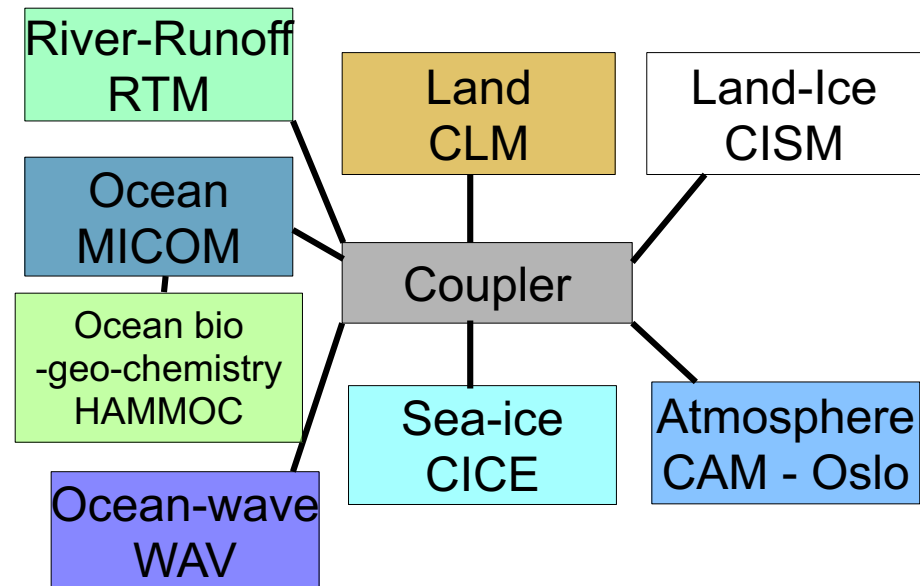 River-Runoff
RTM
Land
CLM
Land-Ice
CISM
Ocean
MICOM
Coupler
Ocean bio
-geo-chemistry
HAMMOC
Sea-ice
CICE
Atmosphere
CAM - Oslo
Ocean-wave
WAV